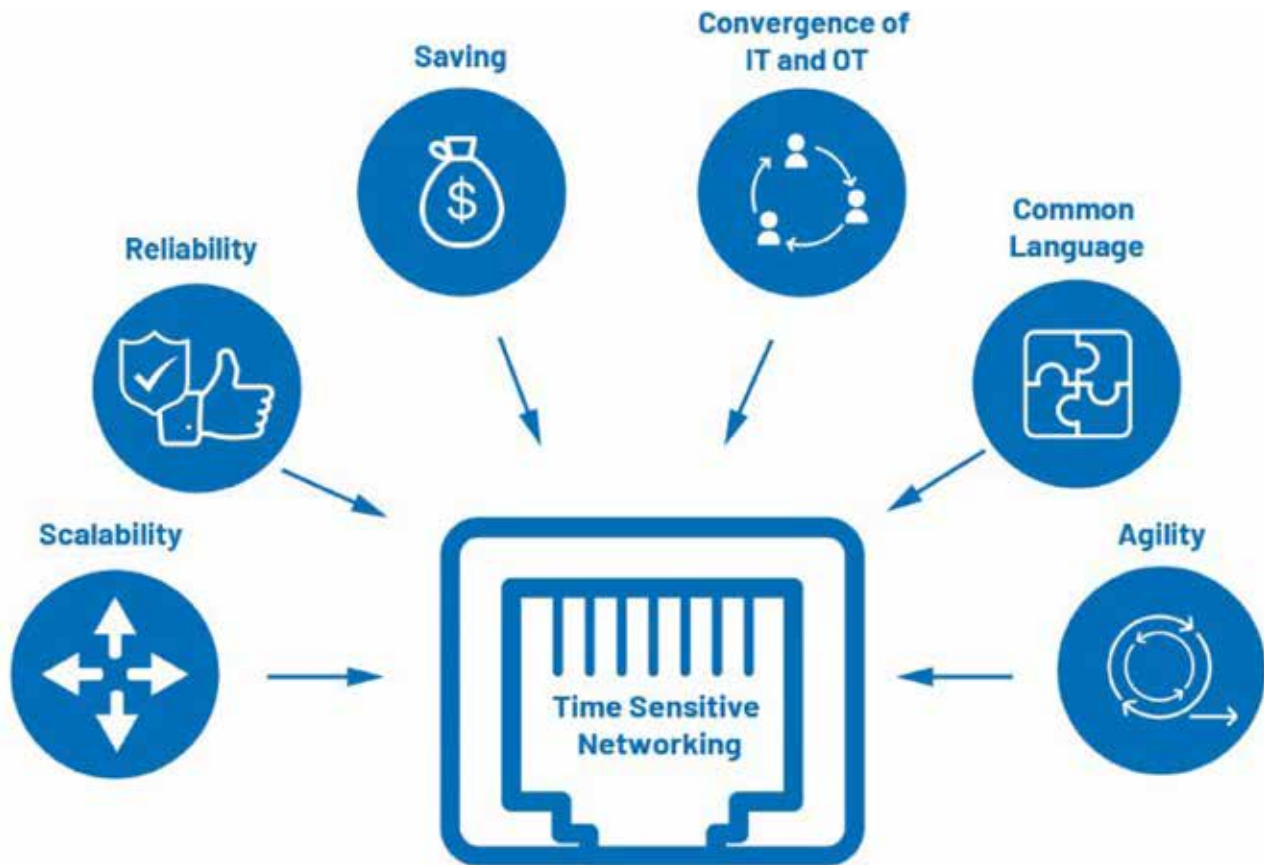 Convergence of
IT and OT
Saving
Common
Language
Reliability
$
Scalability
Agility
Time Sensitive
Networking